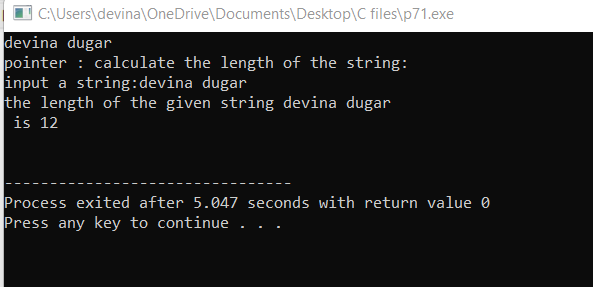 C:\Users\devina\OneDrive\Documents\Desktop\C files\p71.exe
devina dugar
pointer : calculate the length of the string:
input a string:devina dugar
the length of the given string devina dugar
 is 12
--------------------------------
Process exited after 5.047 seconds with return value 0
Press any key to continue . . .